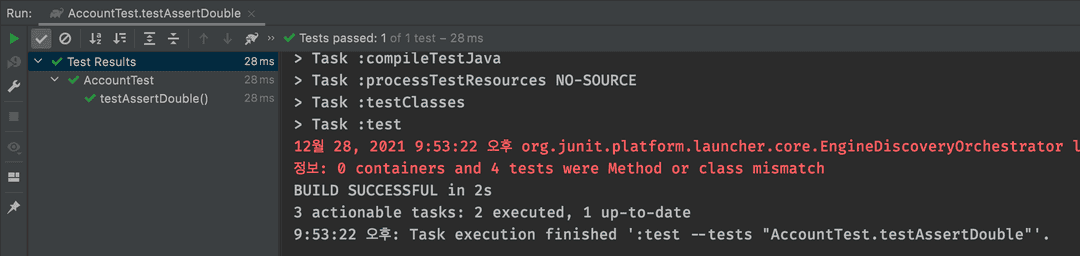 Run: AccountTest.testAssertDouble
Tests passed: 1 of 1 test – 28 ms
Test Results 28 ms
AccountTest 28 ms
testAssertDouble() 28 ms
> Task :compileTestJava
> Task :processTestResources NO-SOURCE
> Task :testClasses
> Task :test
12월 28, 2021 9:53:22 오후 org.junit.platform.launcher.core.EngineDiscoveryOrchestrator l
정보: 0 containers and 4 tests were Method or class mismatch
BUILD SUCCESSFUL in 2s
3 actionable tasks: 2 executed, 1 up-to-date
9:53:22 오후: Task execution finished ':test --tests "AccountTest.testAssertDouble"'.